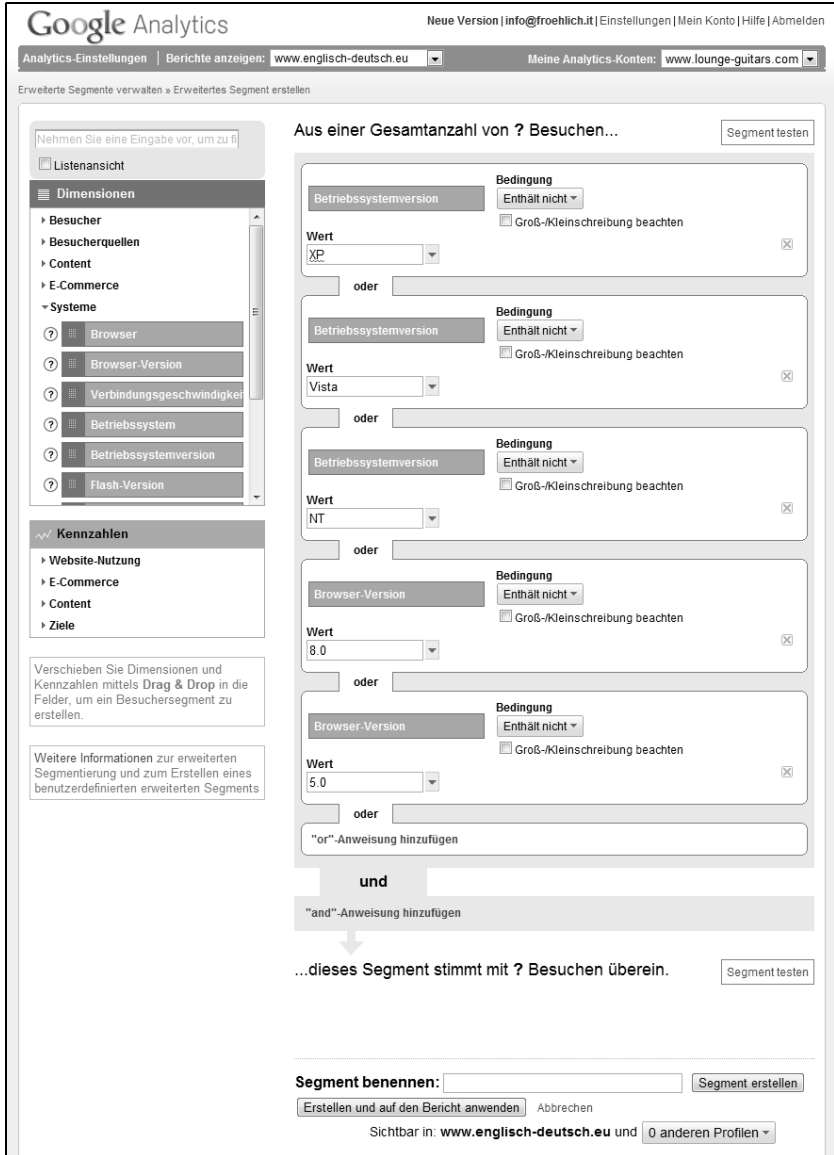 Google Analytics
Neue Version | info@froehlich.it | Einstellungen | Mein Konto | Hilfe | Abmelden
Analytics-Einstellungen | Berichte anzeigen: www.englisch-deutsch.eu
Meine Analytics-Konten: www.lounge-guitars.com
Erweiterte Segmente verwalten » Erweitertes Segment erstellen
Nehmen Sie eine Eingabe vor, um zu fi
Listenansicht
Dimensionen
Besucher
Besucherquellen
Content
E-Commerce
Systeme
Browser
Browser-Version
Verbindungsgeschwindigkei
Betriebssystem
Betriebssystemversion
Flash-Version
Kennzahlen
Website-Nutzung
E-Commerce
Content
Ziele
Verschieben Sie Dimensionen und
Kennzahlen mittels Drag & Drop in die
Felder, um ein Besuchersegment zu
erstellen.
Weitere Informationen zur erweiterten
Segmentierung und zum Erstellen eines
benutzerdefinierten erweiterten Segments
Aus einer Gesamtanzahl von ? Besuchen...
Segment testen
Betriebssystemversion
Bedingung
Enthält nicht
Groß-/Kleinschreibung beachten
Wert
XP
oder
Betriebssystemversion
Bedingung
Enthält nicht
Groß-/Kleinschreibung beachten
Wert
Vista
oder
Betriebssystemversion
Bedingung
Enthält nicht
Groß-/Kleinschreibung beachten
Wert
NT
oder
Browser-Version
Bedingung
Enthält nicht
Groß-/Kleinschreibung beachten
Wert
8.0
oder
Browser-Version
Bedingung
Enthält nicht
Groß-/Kleinschreibung beachten
Wert
5.0
oder
"or"-Anweisung hinzufügen
und
"and"-Anweisung hinzufügen
...dieses Segment stimmt mit ? Besuchen überein.
Segment testen
Segment benennen:
Segment erstellen
Erstellen und auf den Bericht anwenden
Abbrechen
Sichtbar in: www.englisch-deutsch.eu und 0 anderen Profilen